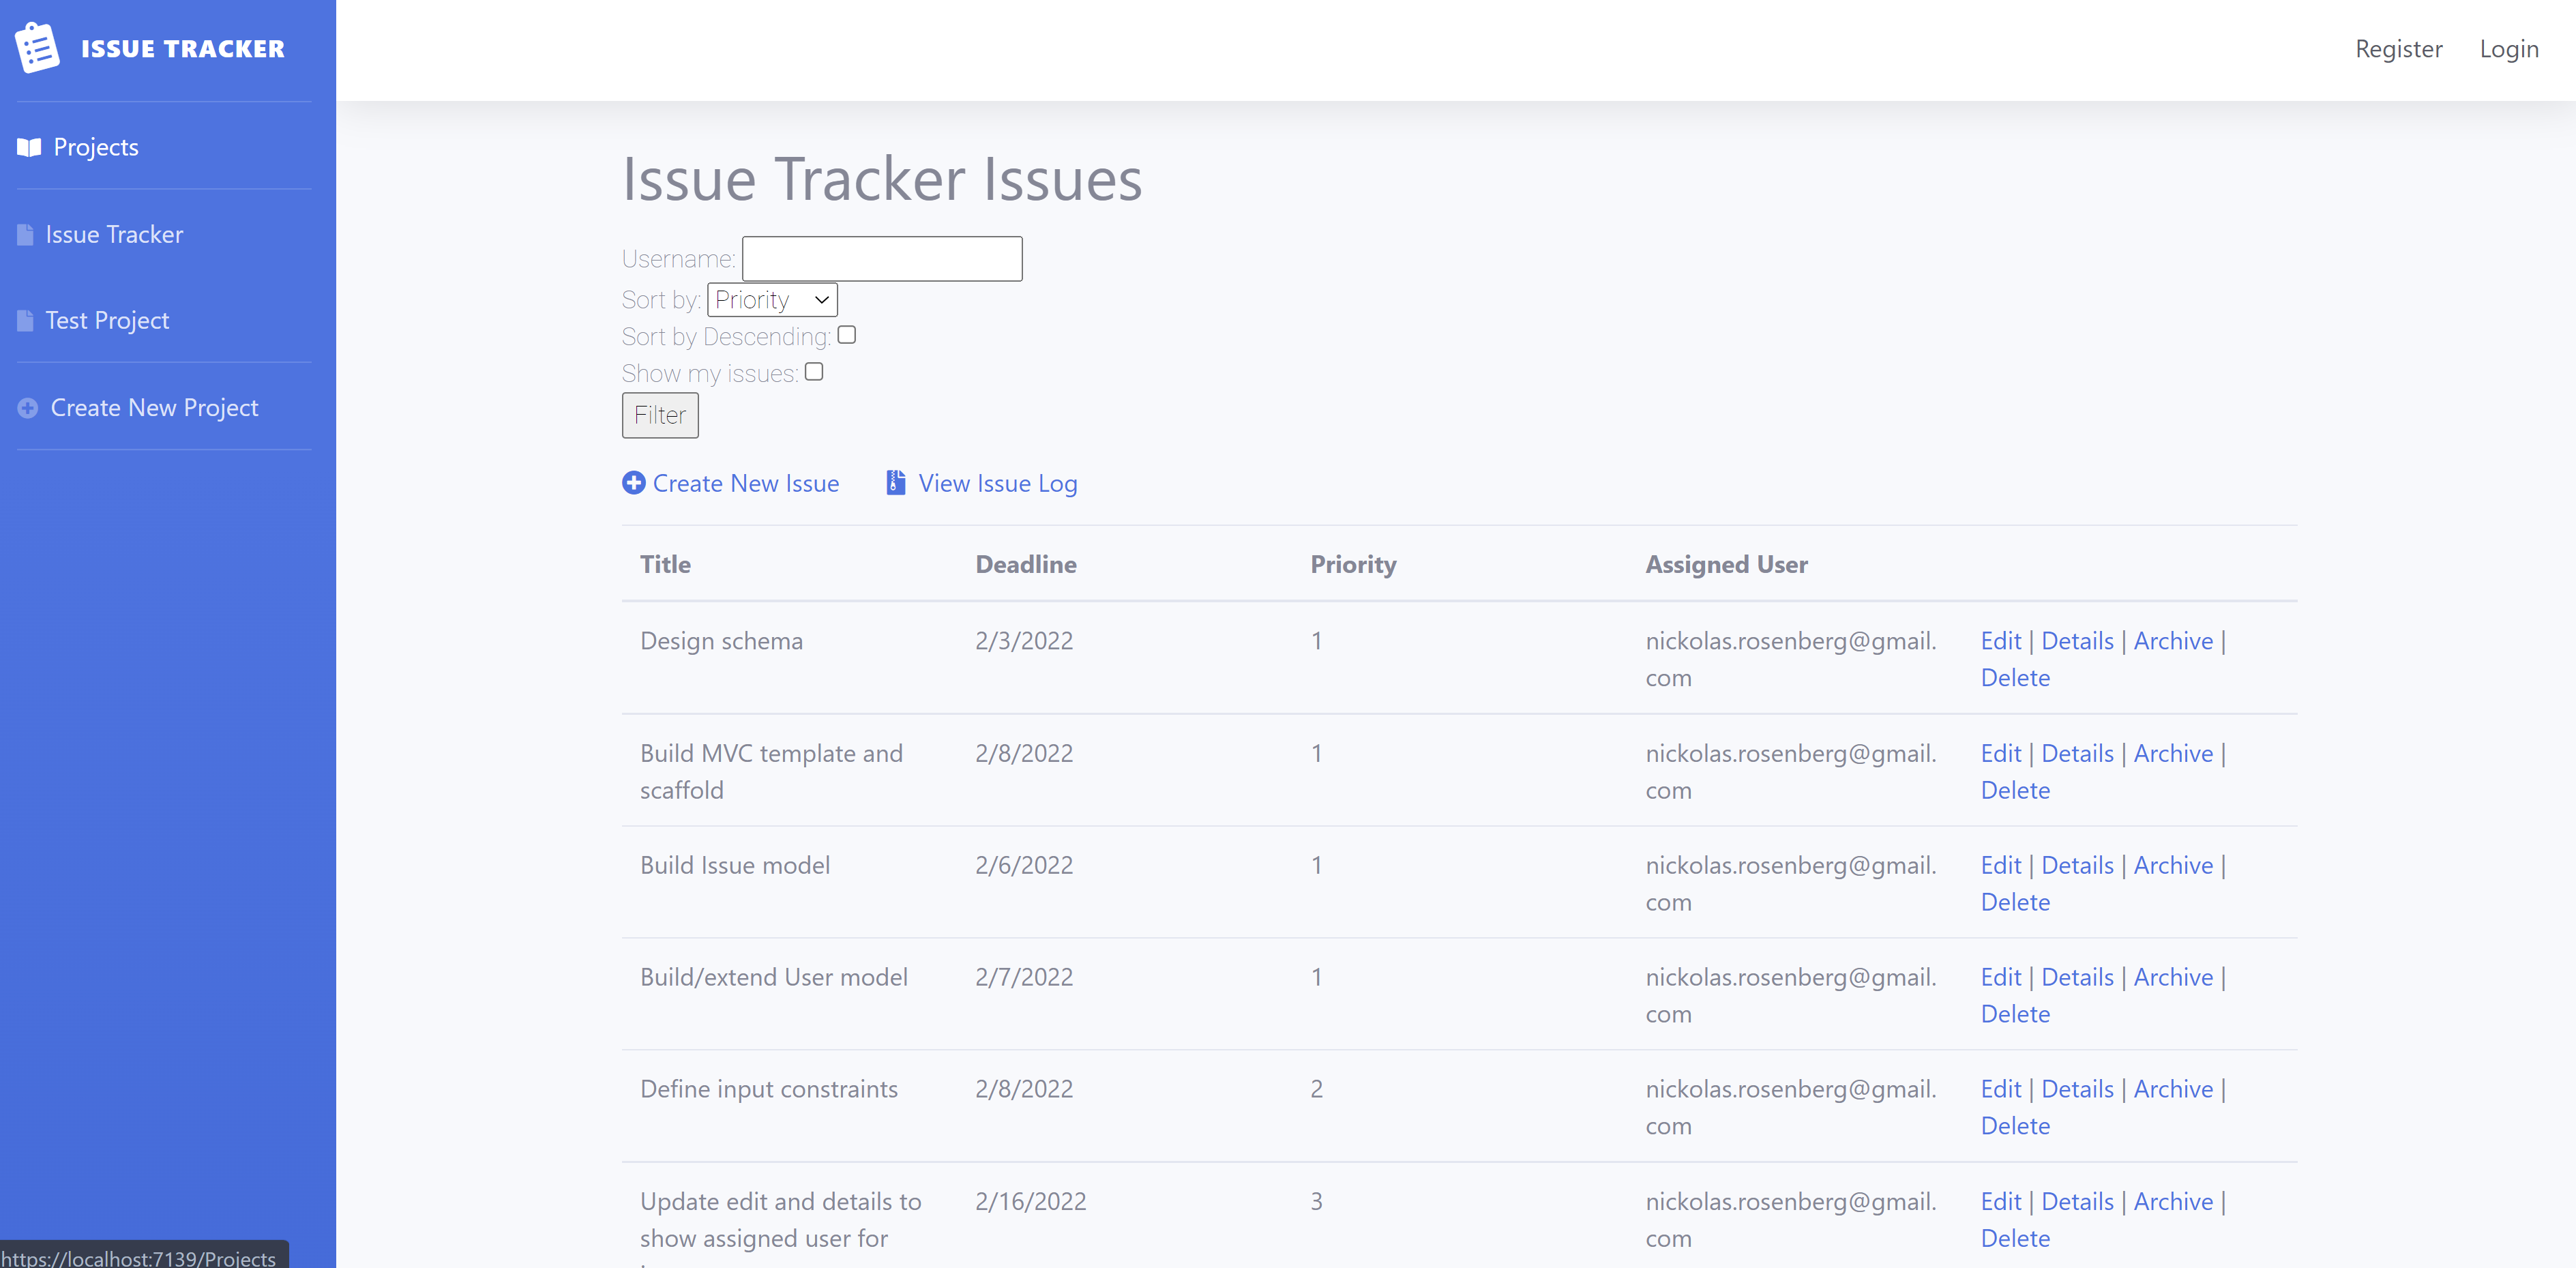 ISSUE TRACKER
Register Login
Projects
Issue Tracker
Test Project
Create New Project
Issue Tracker Issues
Username:
Sort by: Priority
Sort by Descending:
Show my issues:
Filter
Create New Issue View Issue Log
Title Deadline Priority Assigned User
Design schema 2/3/2022 1 nickolas.rosenberg@gmail. Edit | Details | Archive |
com Delete
Build MVC template and 2/8/2022 1 nickolas.rosenberg@gmail. Edit | Details | Archive |
scaffold com Delete
Build Issue model 2/6/2022 1 nickolas.rosenberg@gmail. Edit | Details | Archive |
com Delete
Build/extend User model 2/7/2022 1 nickolas.rosenberg@gmail. Edit | Details | Archive |
com Delete
Define input constraints 2/8/2022 2 nickolas.rosenberg@gmail. Edit | Details | Archive |
com Delete
Update edit and details to 2/16/2022 3 nickolas.rosenberg@gmail. Edit | Details | Archive |
show assigned user for com Delete
https://localhost:7139/Projects